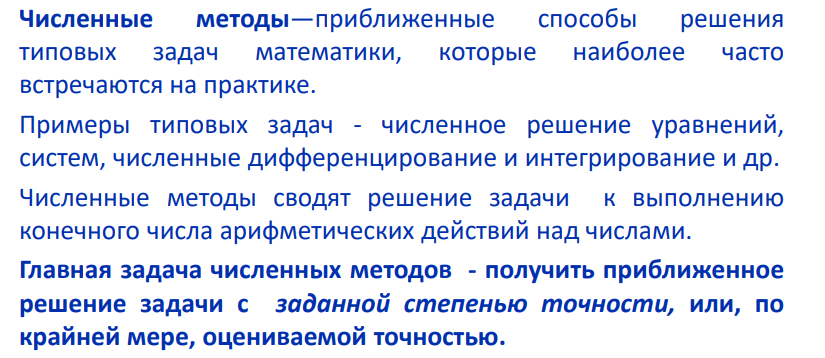 Численные методы—приближенные способы решения
типовых задач математики, которые наиболее часто
встречаются на практике.
Примеры типовых задач - численное решение уравнений,
систем, численные дифференцирование и интегрирование и др.
Численные методы сводят решение задачи к выполнению
конечного числа арифметических действий над числами.
Главная задача численных методов - получить приближенное
решение задачи с заданной степенью точности, или, по
крайней мере, оцениваемой точностью.